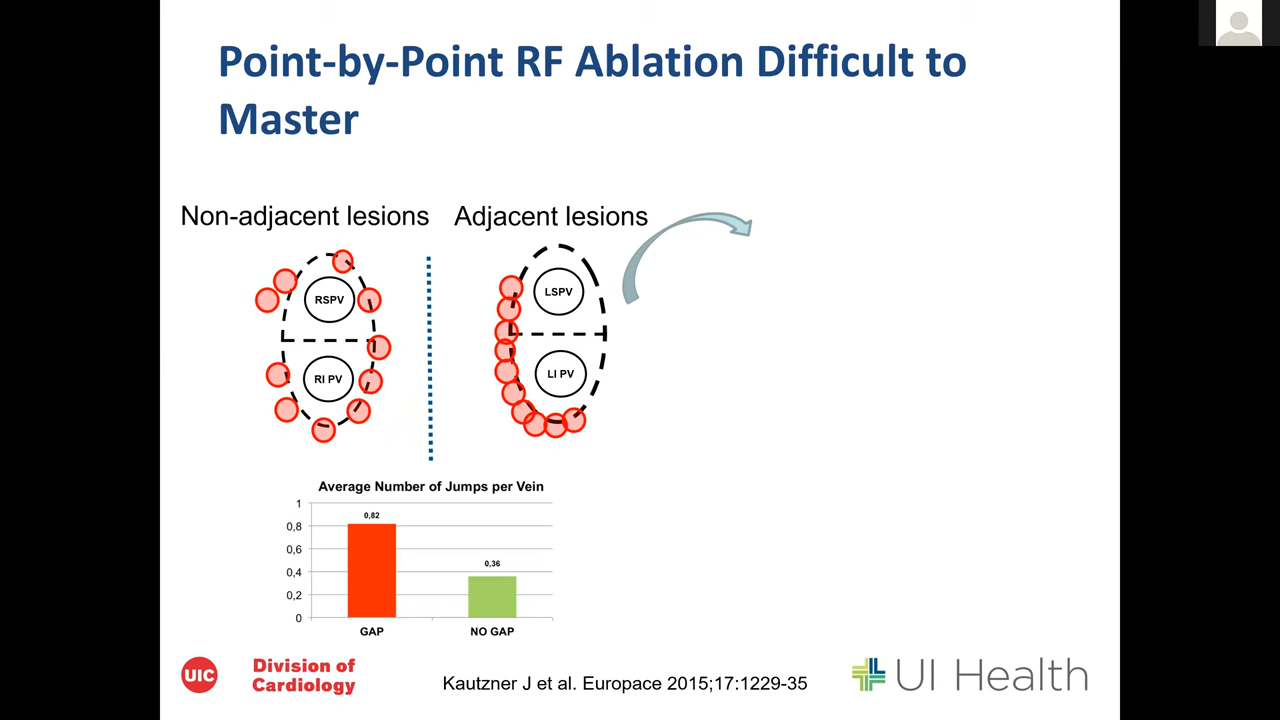 Point-by-Point RF Ablation Difficult to
Master
Non-adjacent lesions
Adjacent lesions
RSPV
RI PV
LSPV
LI PV
Average Number of Jumps per Vein
1
0,8
0,6
0,4
0,2
0
0,82
0,36
GAP
NO GAP
UIC
Division of
Cardiology
Kautzner J et al. Europace 2015;17:1229-35
UI Health